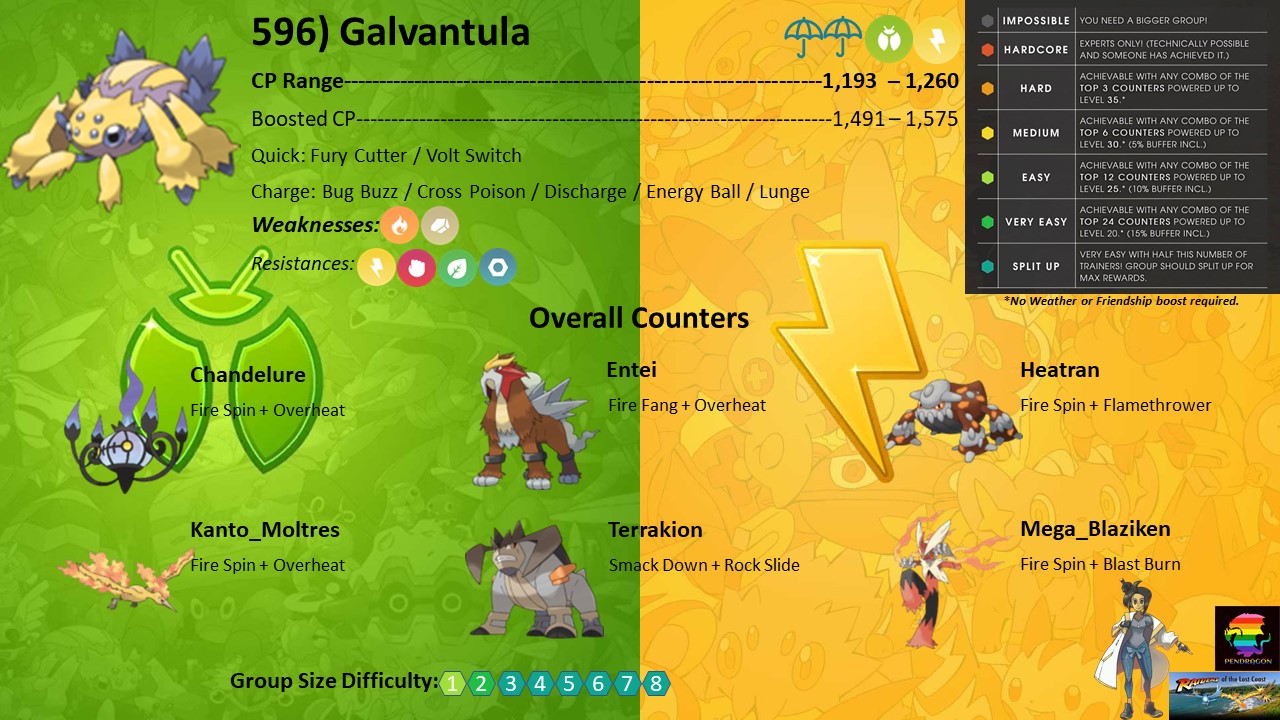 596) Galvantula
CP Range--------------------------------------------------------------------------------1,193 – 1,260
Boosted CP--------------------------------------------------------------------------------1,491 – 1,575
Quick: Fury Cutter / Volt Switch
Charge: Bug Buzz / Cross Poison / Discharge / Energy Ball / Lunge
Weaknesses:
Resistances:
IMPOSSIBLE YOU NEED A BIGGER GROUP!
HARDCORE EXPERTS ONLY! (TECHNICALLY POSSIBLE
AND SOMEONE HAS ACHIEVED IT.)
HARD ACHIEVABLE WITH ANY COMBO OF THE
TOP 3 COUNTERS POWERED UP TO
LEVEL 35.*
MEDIUM ACHIEVABLE WITH ANY COMBO OF THE
TOP 6 COUNTERS POWERED UP TO
LEVEL 30.* (5% BUFFER INCL.)
EASY ACHIEVABLE WITH ANY COMBO OF THE
TOP 12 COUNTERS POWERED UP TO
LEVEL 25.* (10% BUFFER INCL.)
VERY EASY ACHIEVABLE WITH ANY COMBO OF THE
TOP 24 COUNTERS POWERED UP TO
LEVEL 20.* (15% BUFFER INCL.)
SPLIT UP VERY EASY WITH HALF THIS NUMBER OF
TRAINERS! GROUP SHOULD SPLIT UP FOR
MAX REWARDS.
*No Weather or Friendship boost required.
Overall Counters
Chandelure
Fire Spin + Overheat
Entei
Fire Fang + Overheat
Heatran
Fire Spin + Flamethrower
Kanto_Moltres
Fire Spin + Overheat
Terrakion
Smack Down + Rock Slide
Mega_Blaziken
Fire Spin + Blast Burn
Group Size Difficulty: 1 2 3 4 5 6 7 8
PENDRAGON
RAIDERS of the Lost Coast